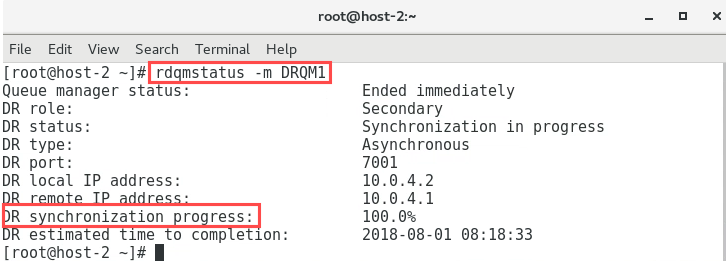 root@host-2:~
File Edit View Search Terminal Help
[root@host-2 ~]# rdqmstatus -m DRQM1
Queue manager status: Ended immediately
DR role: Secondary
DR status: Synchronization in progress
DR type: Asynchronous
DR port: 7001
DR local IP address: 10.0.4.2
DR remote IP address: 10.0.4.1
DR synchronization progress: 100.0%
DR estimated time to completion: 2018-08-01 08:18:33
[root@host-2 ~]#